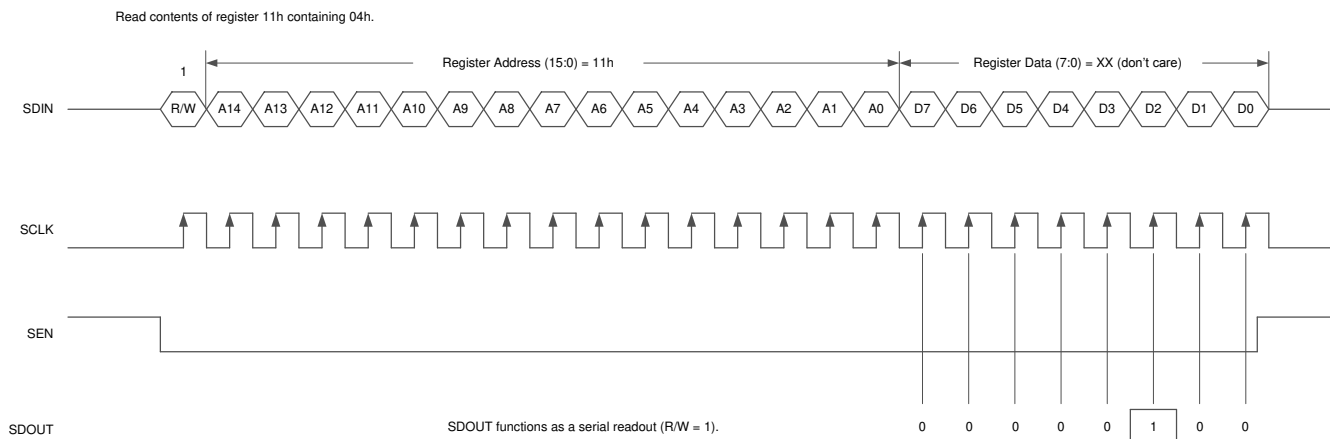 Read contents of register 11h containing 04h.
1 Register Address (15:0) = 11h Register Data (7:0) = XX (don't care)
SDIN R/W A14 A13 A12 A11 A10 A9 A8 A7 A6 A5 A4 A3 A2 A1 A0 D7 D6 D5 D4 D3 D2 D1 D0
SCLK
SEN
SDOUT SDOUT functions as a serial readout (R/W = 1). 0 0 0 0 0 1 0 0